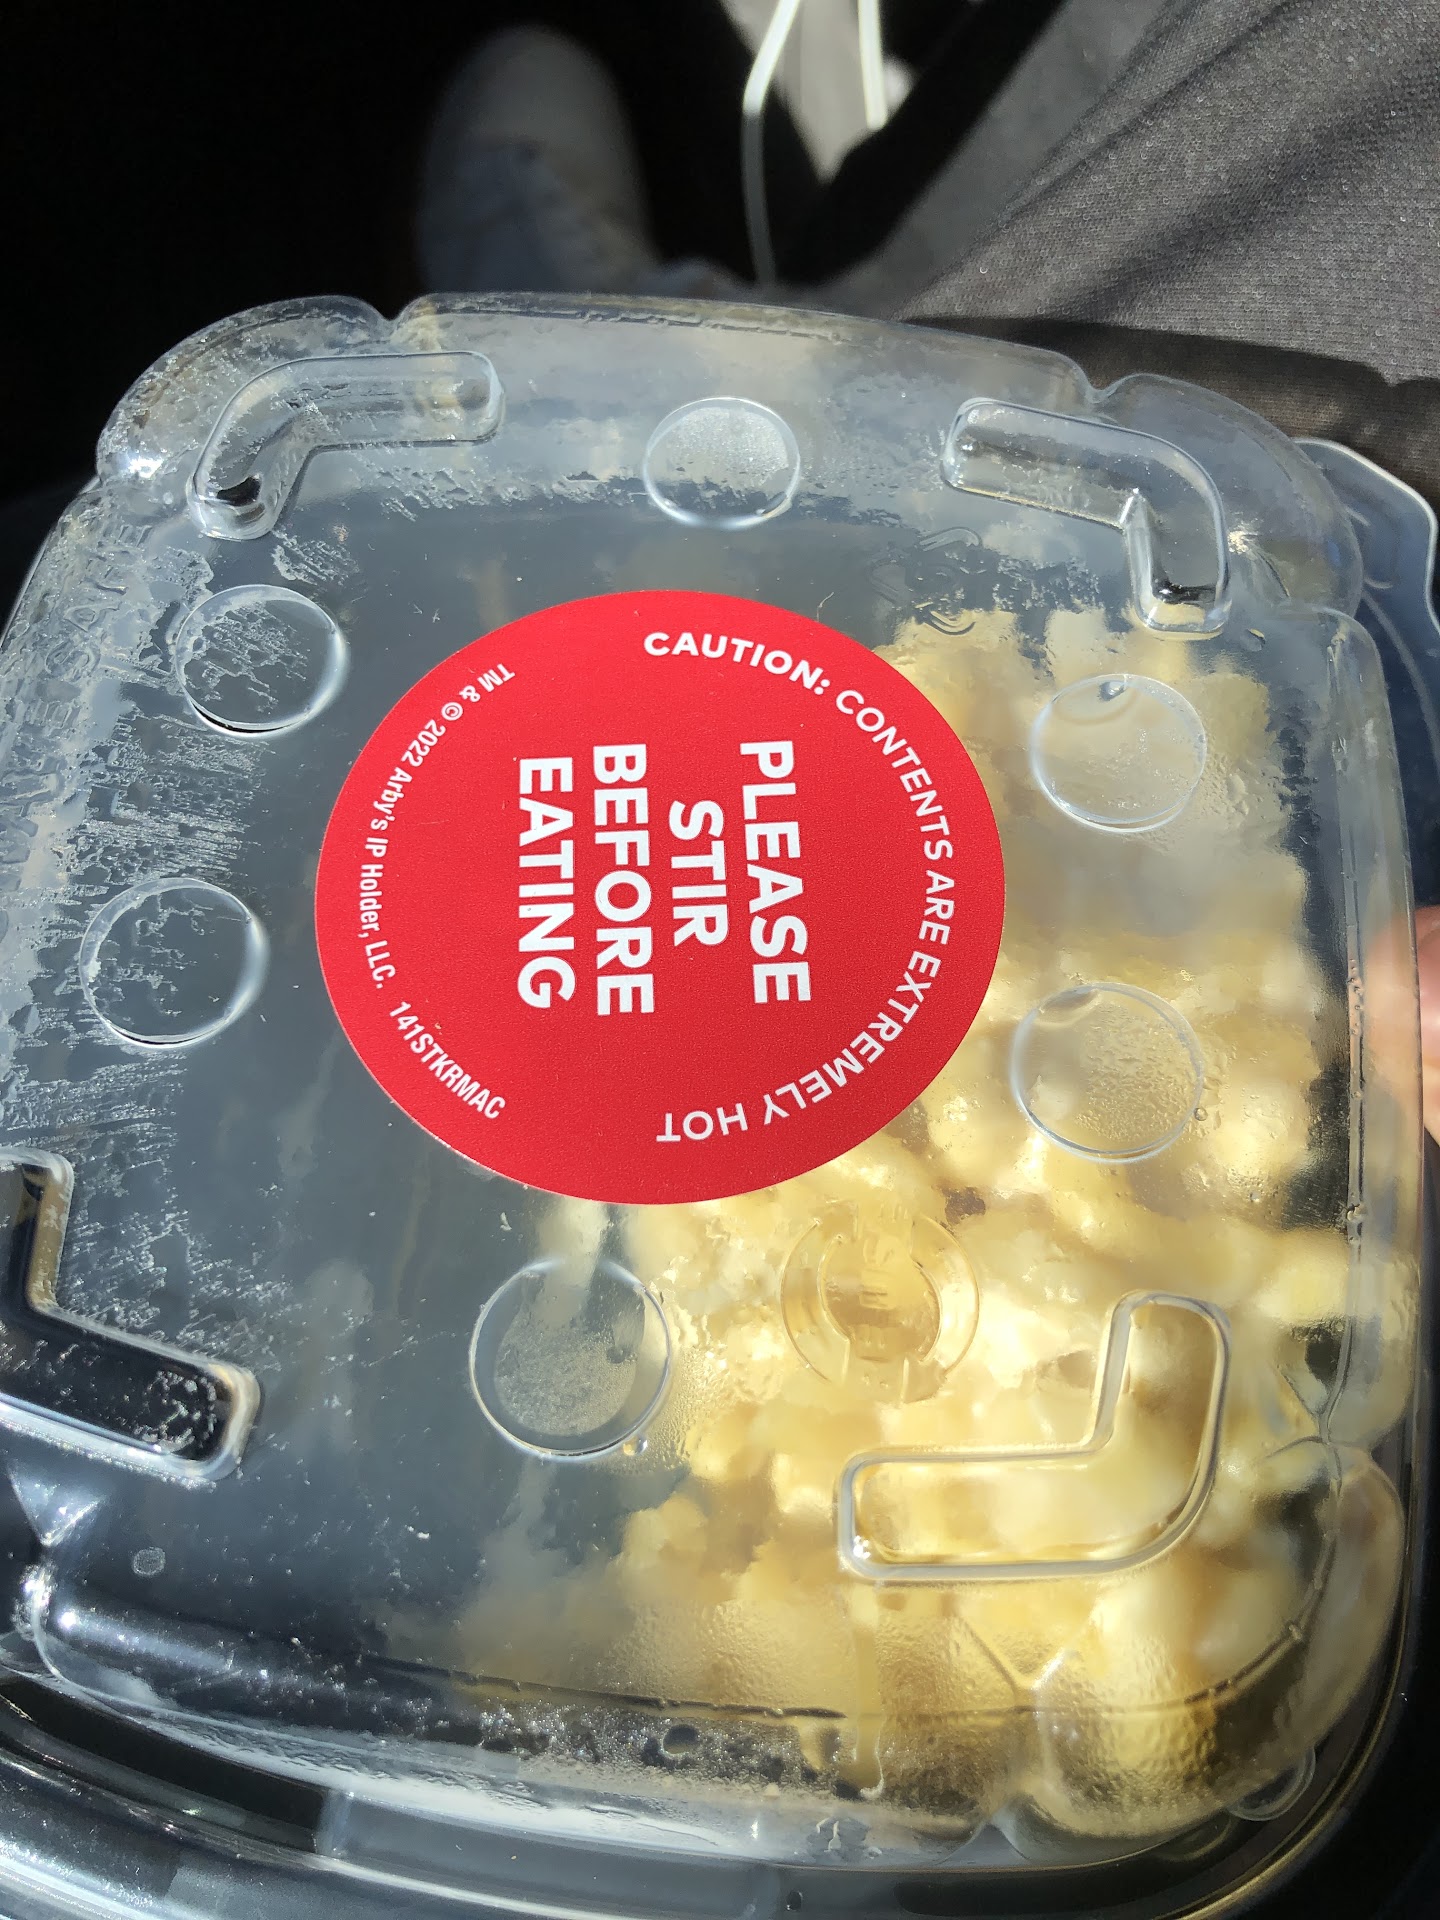 CAUTION: CONTENTS ARE EXTREMELY HOT
PLEASE
STIR
BEFORE
EATING
TM & © 2022 Arby's IP Holder, LLC. 141STKRMAC